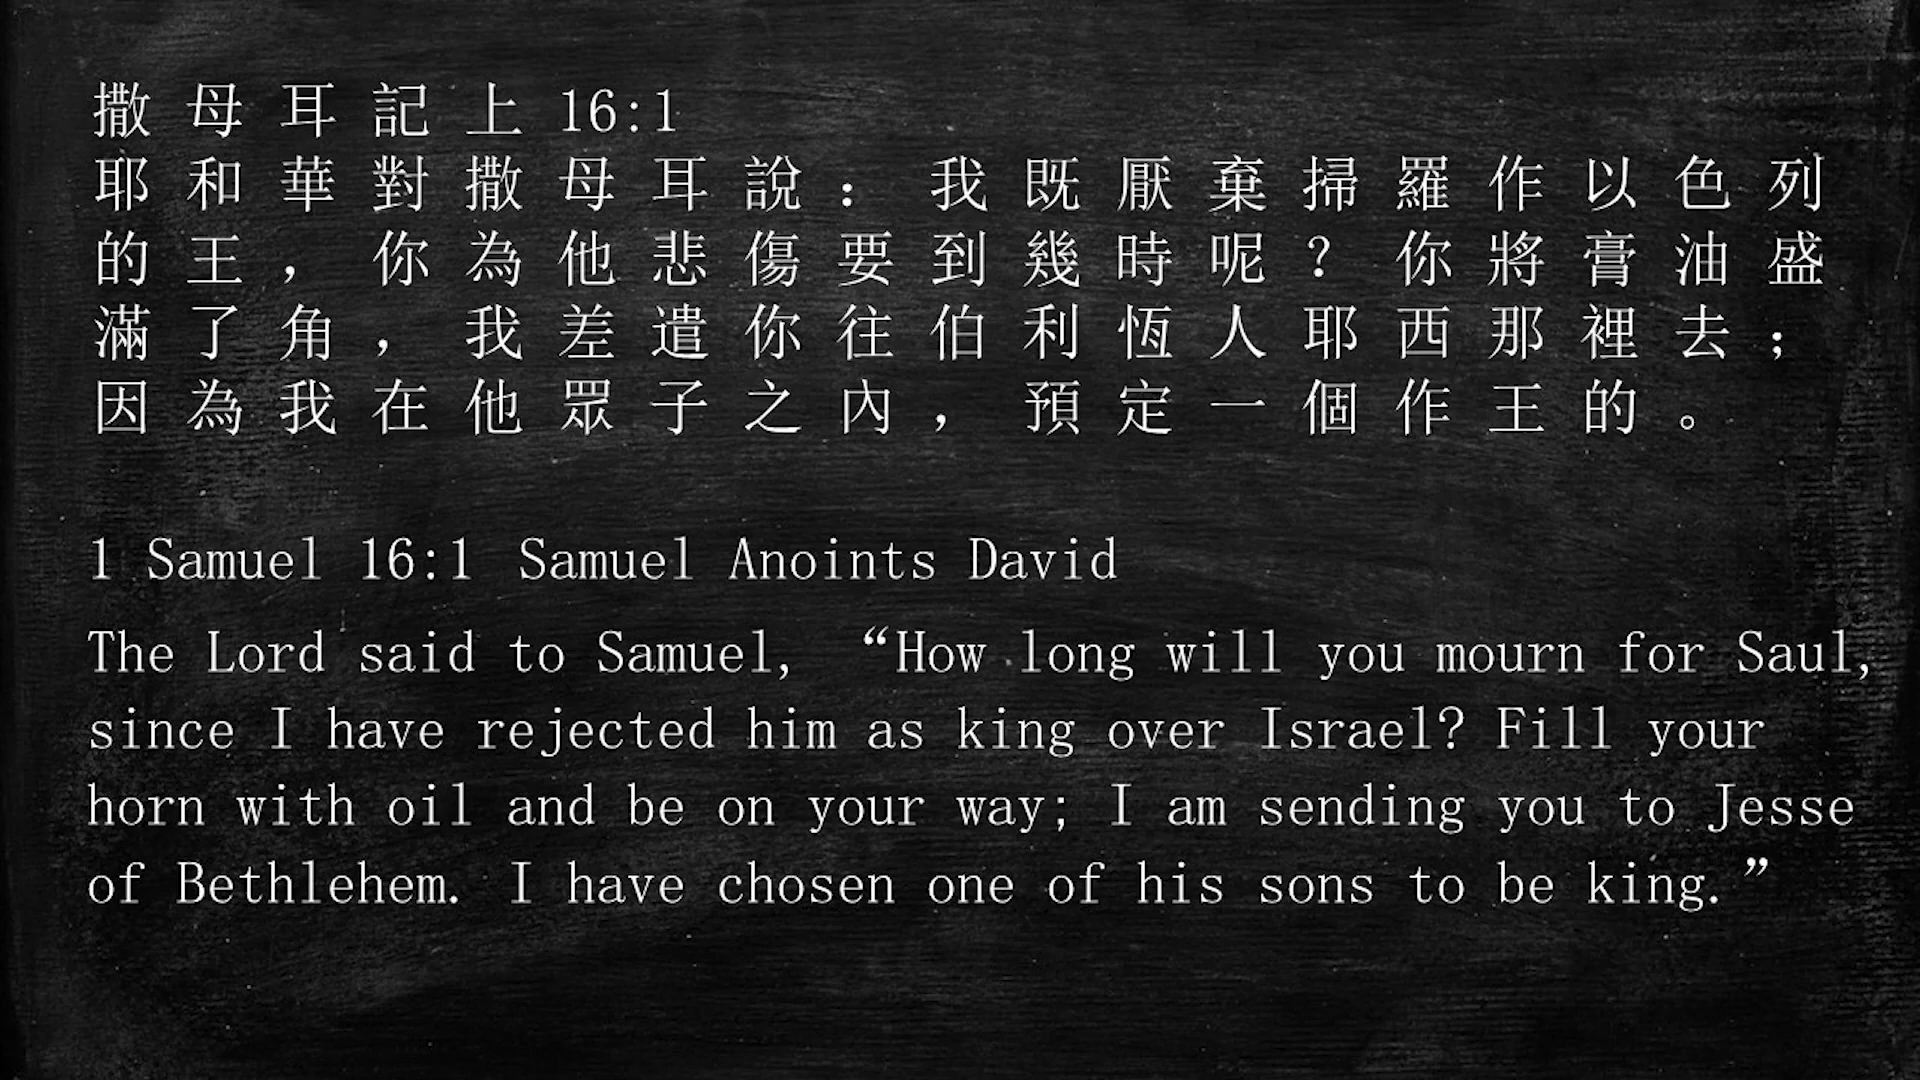 撒母耳記上 16:1
耶和華對撒母耳說：我既厭棄掃羅作以色列
的王，你為他悲傷要到幾時呢？你將膏油盛
滿了角，我差遣你往伯利恆人耶西那裡去；
因為我在他眾子之內，預定一個作王的。
1 Samuel 16:1 Samuel Anoints David
The Lord said to Samuel, “How long will you mourn for Saul,
since I have rejected him as king over Israel? Fill your
horn with oil and be on your way; I am sending you to Jesse
of Bethlehem. I have chosen one of his sons to be king.”